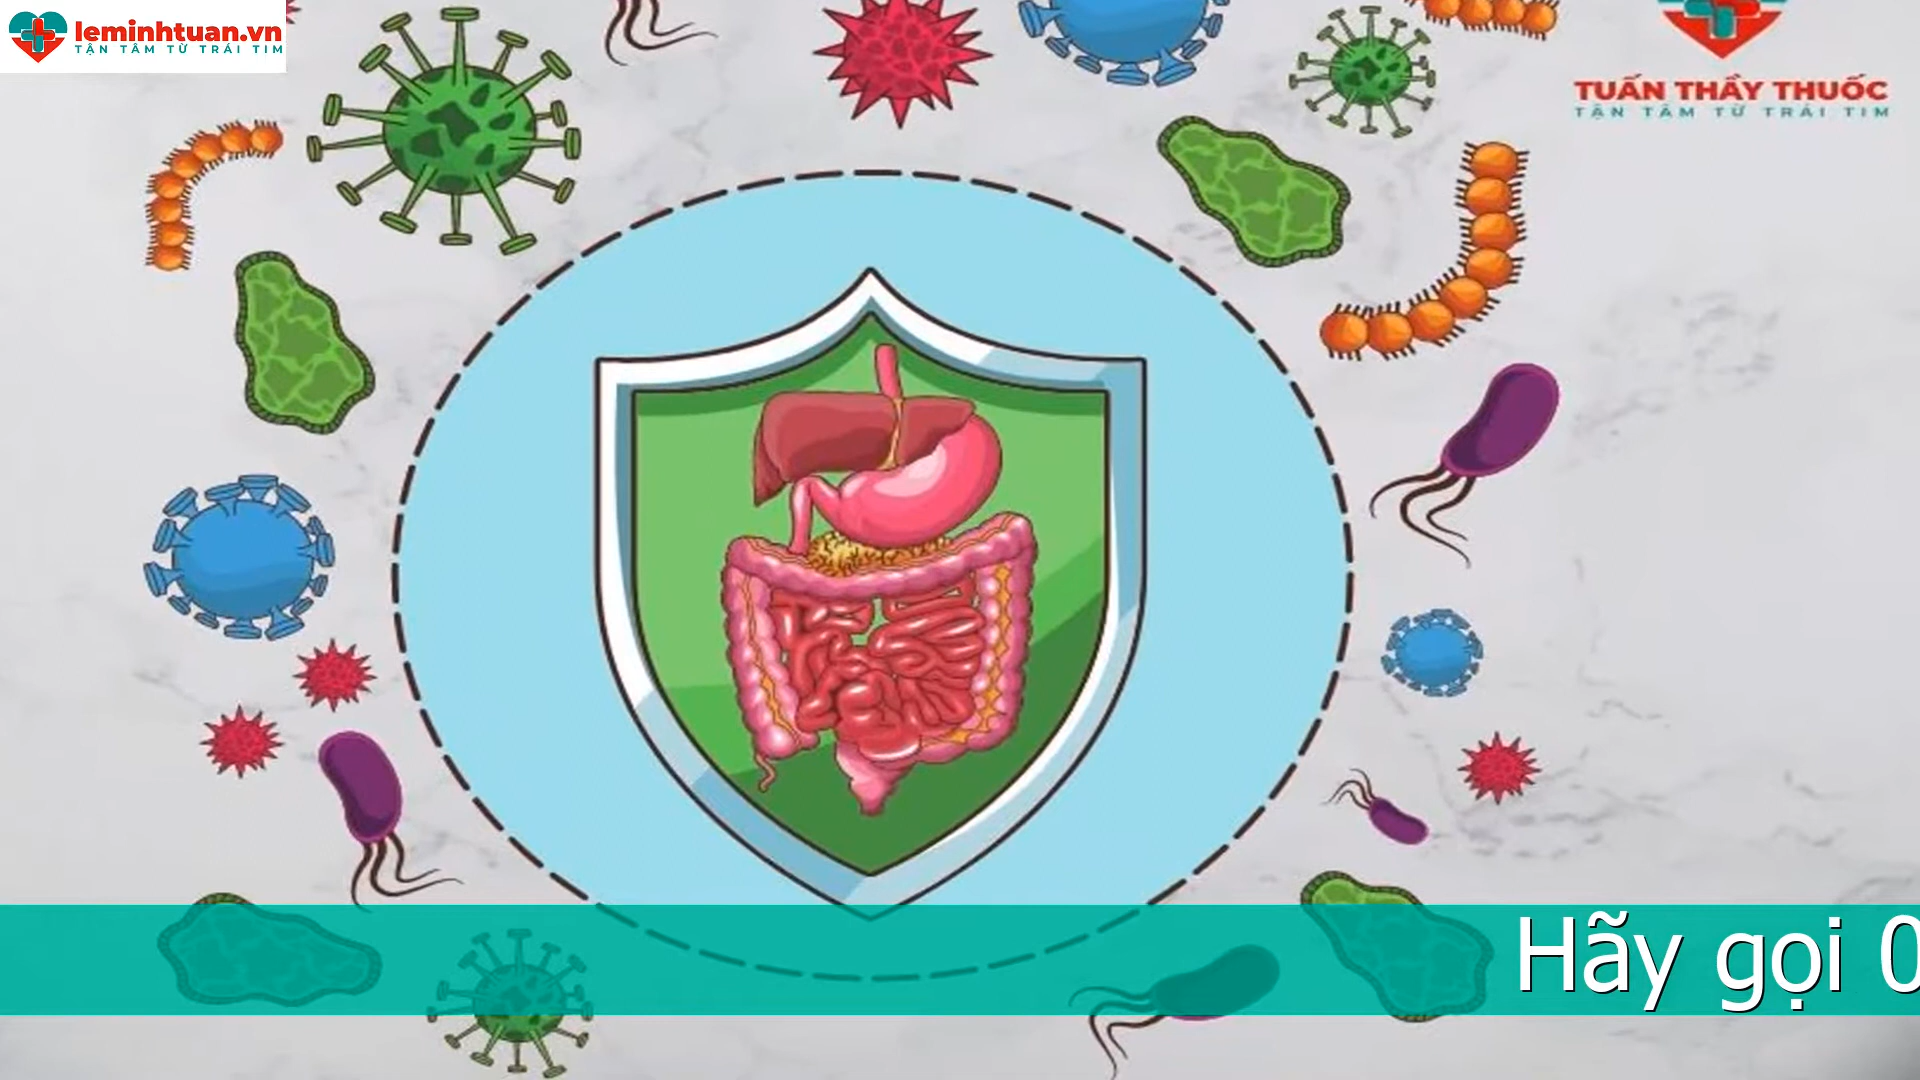 leminhtuan.vn
TẬN TÂM TỪ TRÁI TIM
TUẤN THẦY THUỐC
TẬN TÂM TỪ TRÁI TIM
Hãy gọi 0